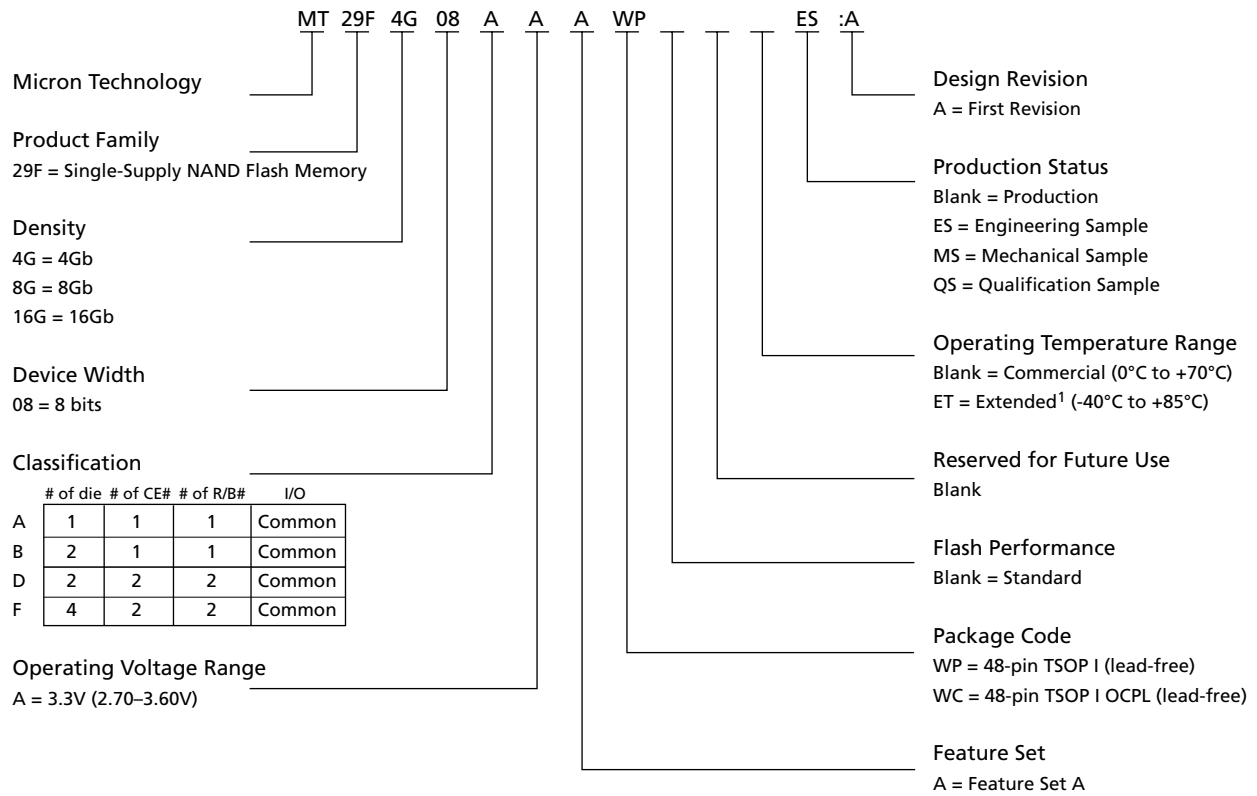 MT 29F 4G 08 A A A WP ES :A
Micron Technology
Product Family
29F = Single-Supply NAND Flash Memory
Density
4G = 4Gb
8G = 8Gb
16G = 16Gb
Device Width
08 = 8 bits
Classification
# of die # of CE# # of R/B# I/O
A 1 1 1 Common
B 2 1 1 Common
D 2 2 2 Common
F 4 2 2 Common
Operating Voltage Range
A = 3.3V (2.70–3.60V)
Design Revision
A = First Revision
Production Status
Blank = Production
ES = Engineering Sample
MS = Mechanical Sample
QS = Qualification Sample
Operating Temperature Range
Blank = Commercial (0°C to +70°C)
ET = Extended¹ (-40°C to +85°C)
Reserved for Future Use
Blank
Flash Performance
Blank = Standard
Package Code
WP = 48-pin TSOP I (lead-free)
WC = 48-pin TSOP I OCPL (lead-free)
Feature Set
A = Feature Set A